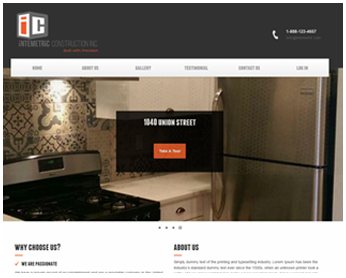 iC
INTEMETRIC CONSTRUCTION INC.
1-888-123-4567
HOME ABOUT US GALLERY TESTIMONIAL CONTACT US LOG IN
1040 UNION STREET
Take A Tour
WHY CHOOSE US?
✓ WE ARE PASSIONATE
ABOUT US
Simply dummy text of the printing and typesetting industry. Lorem Ipsum has been the
industry's standard dummy text ever since the 1500s, when an unknown printer took a